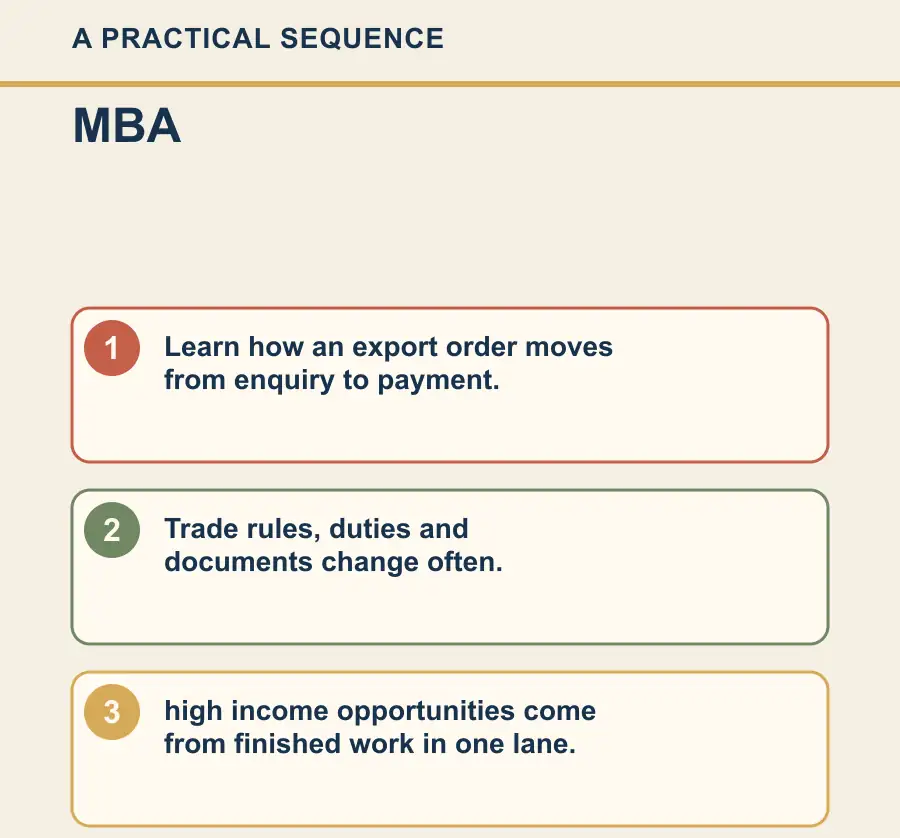 A PRACTICAL SEQUENCE
MBA
1
Learn how an export order moves
from enquiry to payment.
2
Trade rules, duties and
documents change often.
3
high income opportunities come
from finished work in one lane.